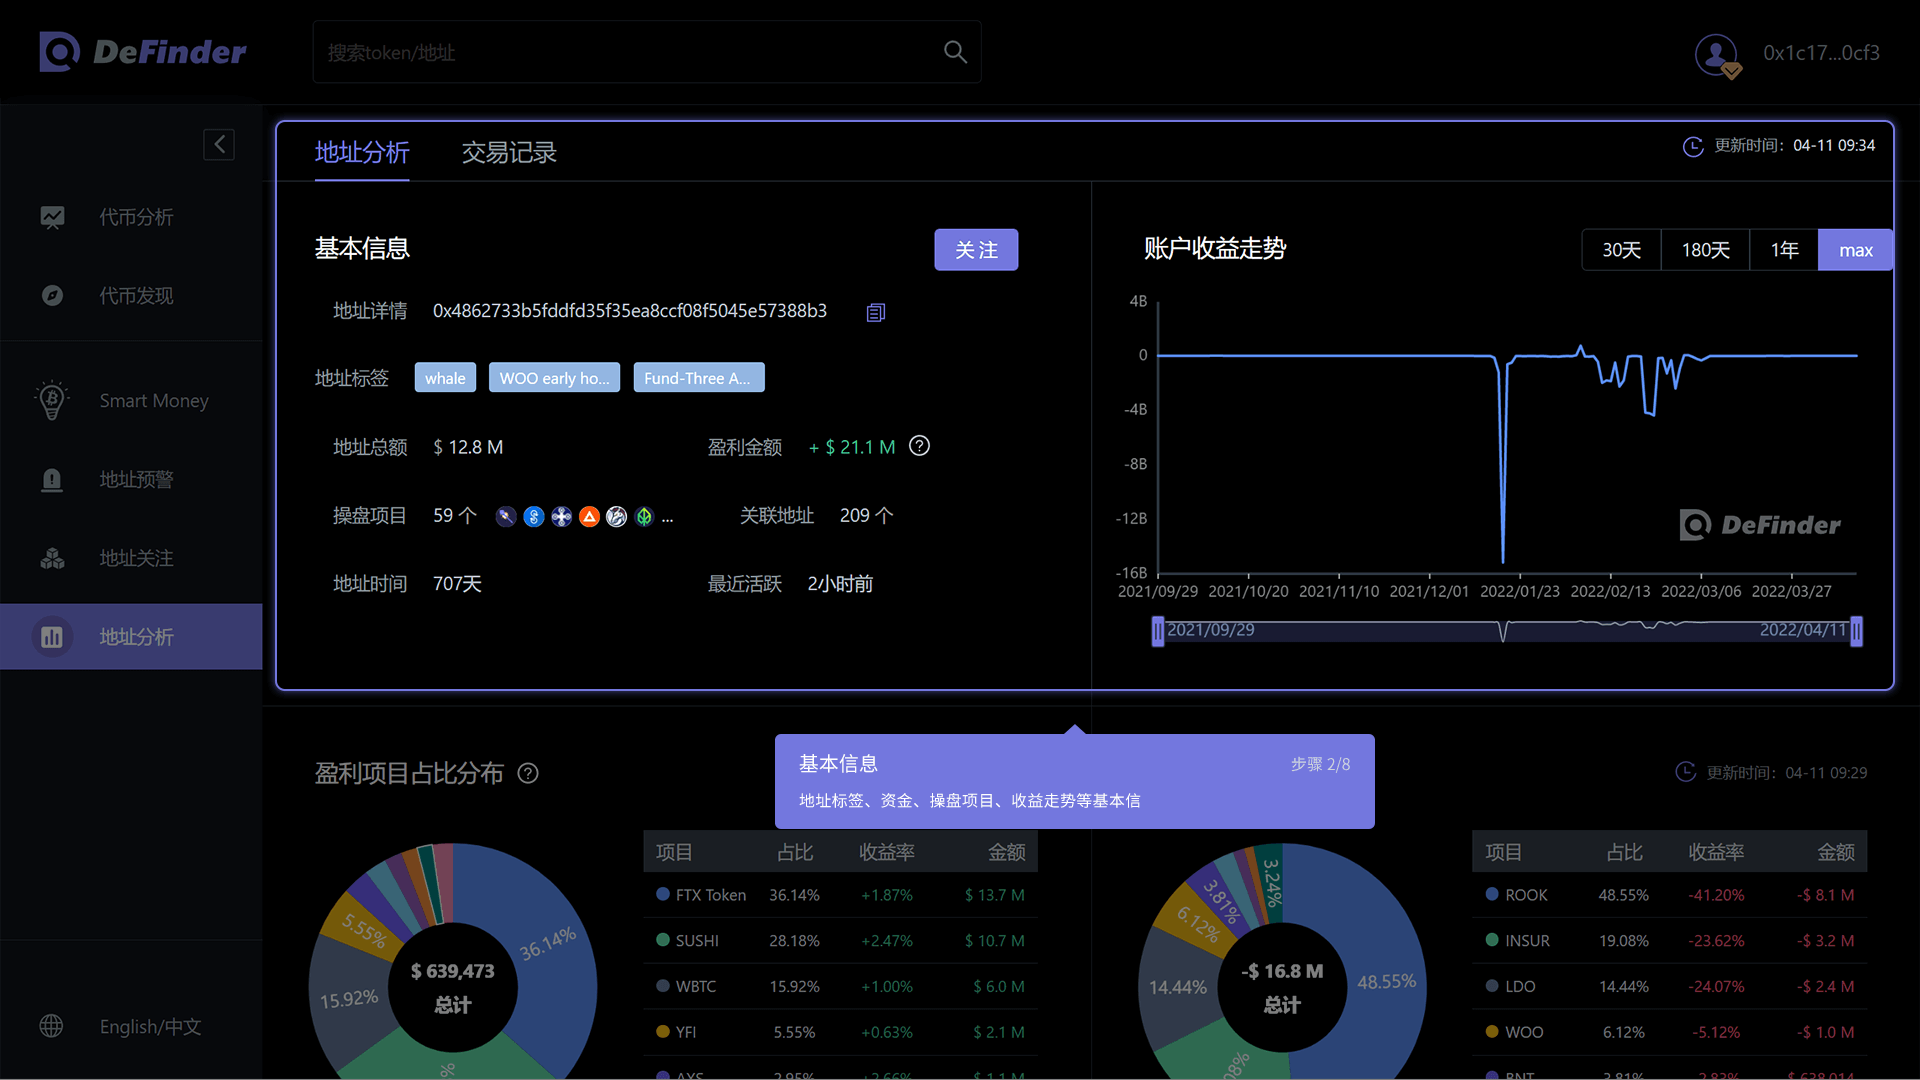 DeFinder
搜索token/地址
0x1c17...0cf3
地址分析
交易记录
更新时间：04-11 09:34
代币分析
代币发现
Smart Money
地址预警
地址关注
地址分析
English/中文
基本信息
关注
地址详情 0x4862733b5fddfd35f35ea8ccf08f5045e57388b3
地址标签 whale WOO early ho... Fund-Three A...
地址总额 $ 12.8 M 盈利金额 + $ 21.1 M
操盘项目 59 个 ... 关联地址 209 个
地址时间 707天 最近活跃 2小时前
账户收益走势
30天 180天 1年 max
4B
0
-4B
-8B
-12B
-16B
DeFinder
2021/09/29 2021/10/20 2021/11/10 2021/12/01 2022/01/23 2022/02/13 2022/03/06 2022/03/27
2021/09/29 2022/04/11
基本信息 步骤 2/8
地址标签、资金、操盘项目、收益走势等基本信
盈利项目占比分布
更新时间：04-11 09:29
36.14%
15.92%
5.55%
$ 639,473
总计
项目 占比 收益率 金额
FTX Token 36.14% +1.87% $ 13.7 M
SUSHI 28.18% +2.47% $ 10.7 M
WBTC 15.92% +1.00% $ 6.0 M
YFI 5.55% +0.63% $ 2.1 M
AXS 2.95% +2.66% $ 1.1 M
48.55%
14.44%
6.12%
3.81%
3.24%
-$ 16.8 M
总计
项目 占比 收益率 金额
ROOK 48.55% -41.20% -$ 8.1 M
INSUR 19.08% -23.62% -$ 3.2 M
LDO 14.44% -24.07% -$ 2.4 M
WOO 6.12% -5.12% -$ 1.0 M
BNT 3.81% -2.83% -$ 638,014